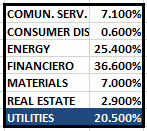 COMUN. SERV. 7.100%
CONSUMER DIS 0.600%
ENERGY 25.400%
FINANCIERO 36.600%
MATERIALS 7.000%
REAL ESTATE 2.900%
UTILITIES 20.500%